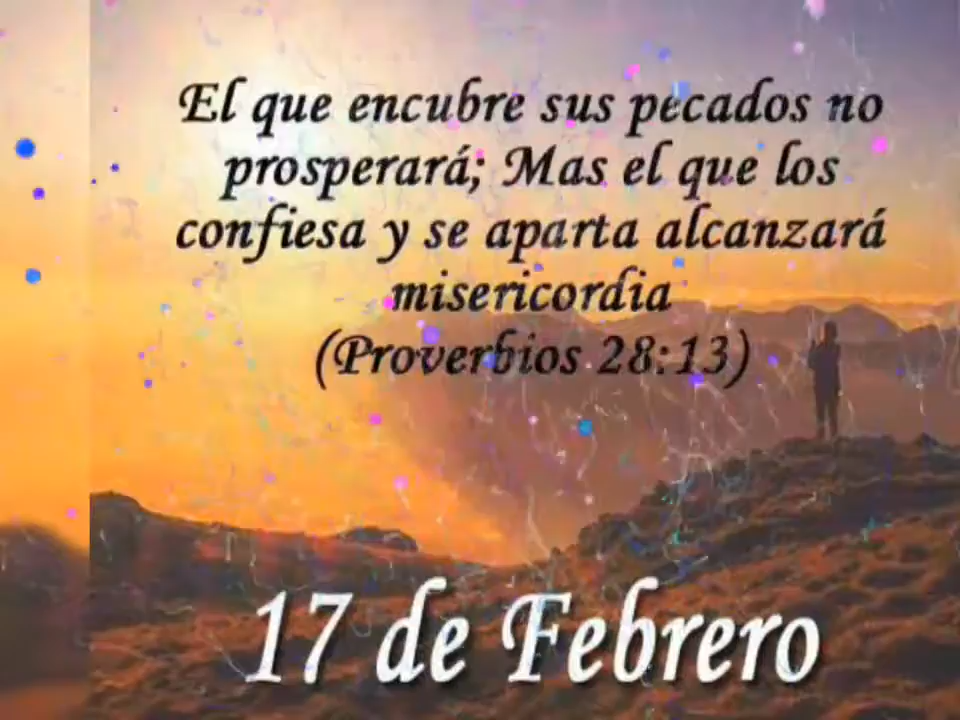 El que encubre sus pecados no
prosperará; Mas el que los
confiesa y se aparta alcanzará
misericordia
(Proverbios 28:13)
17 de Febrero